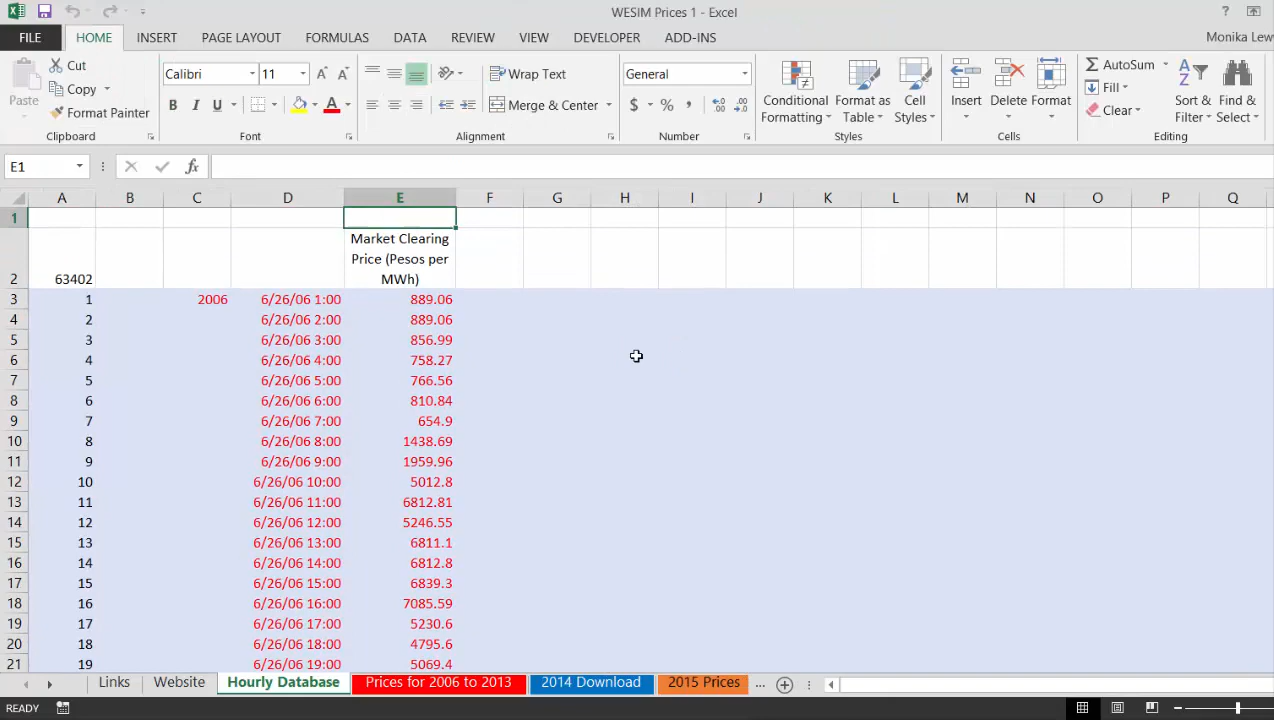 WESIM Prices 1 - Excel
?
FILE HOME INSERT PAGE LAYOUT FORMULAS DATA REVIEW VIEW DEVELOPER ADD-INS Monika Lew
Paste
Cut
Copy
Format Painter
Clipboard
Calibri 11
B I U
Font
Wrap Text
Merge & Center
Alignment
General
$ % ,
Number
Conditional Formatting
Format as Table
Cell Styles
Styles
Insert Delete Format
Cells
AutoSum
Fill
Clear
Sort & Filter
Find & Select
Editing
E1 fx
A B C D E F G H I J K L M N O P Q
1
2 63402 Market Clearing Price (Pesos per MWh)
3 1 2006 6/26/06 1:00 889.06
4 2 6/26/06 2:00 889.06
5 3 6/26/06 3:00 856.99
6 4 6/26/06 4:00 758.27
7 5 6/26/06 5:00 766.56
8 6 6/26/06 6:00 810.84
9 7 6/26/06 7:00 654.9
10 8 6/26/06 8:00 1438.69
11 9 6/26/06 9:00 1959.96
12 10 6/26/06 10:00 5012.8
13 11 6/26/06 11:00 6812.81
14 12 6/26/06 12:00 5246.55
15 13 6/26/06 13:00 6811.1
16 14 6/26/06 14:00 6812.8
17 15 6/26/06 15:00 6839.3
18 16 6/26/06 16:00 7085.59
19 17 6/26/06 17:00 5230.6
20 18 6/26/06 18:00 4795.6
21 19 6/26/06 19:00 5069.4
Links Website Hourly Database Prices for 2006 to 2013 2014 Download 2015 Prices ...
READY